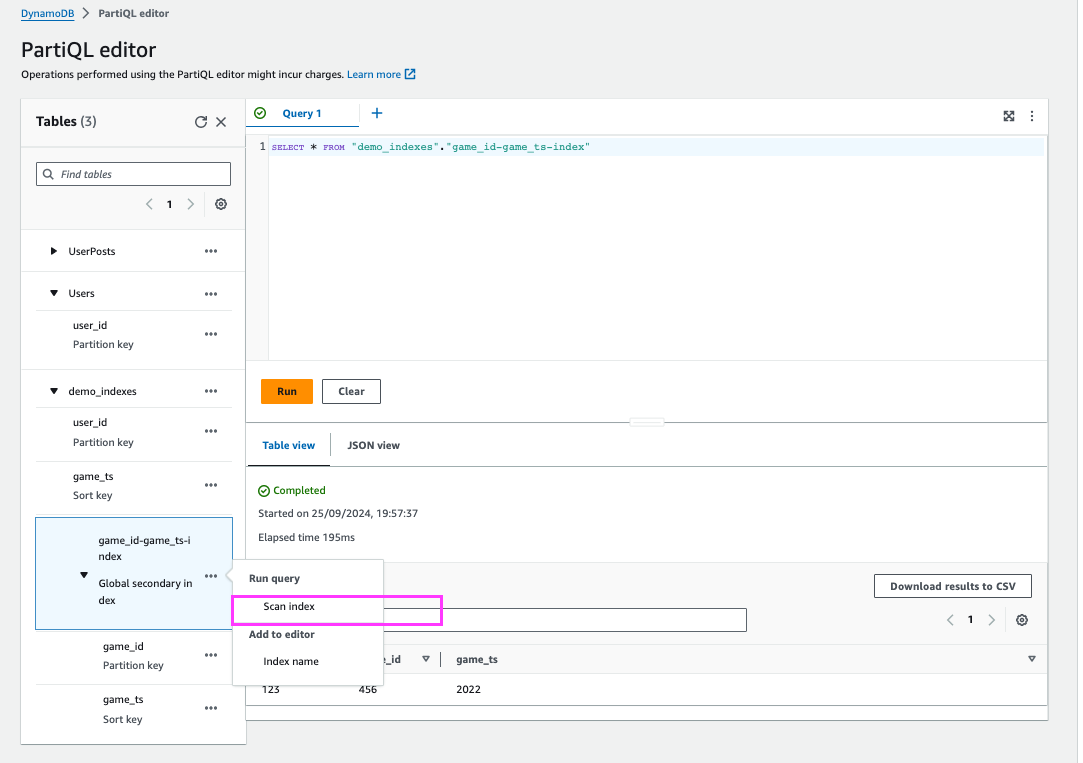 DynamoDB > PartiQL editor
PartiQL editor
Operations performed using the PartiQL editor might incur charges. Learn more
Tables (3)
Find tables
1
UserPosts
Users
user_id
Partition key
demo_indexes
user_id
Partition key
game_ts
Sort key
game_id-game_ts-i
ndex
Global secondary in
dex
game_id
Partition key
game_ts
Sort key
Query 1
1 SELECT * FROM "demo_indexes"."game_id-game_ts-index"
Run Clear
Table view JSON view
Completed
Started on 25/09/2024, 19:57:37
Elapsed time 195ms
Run query
Scan index
Add to editor
Index name
Download results to CSV
1
_id game_ts
123 456 2022